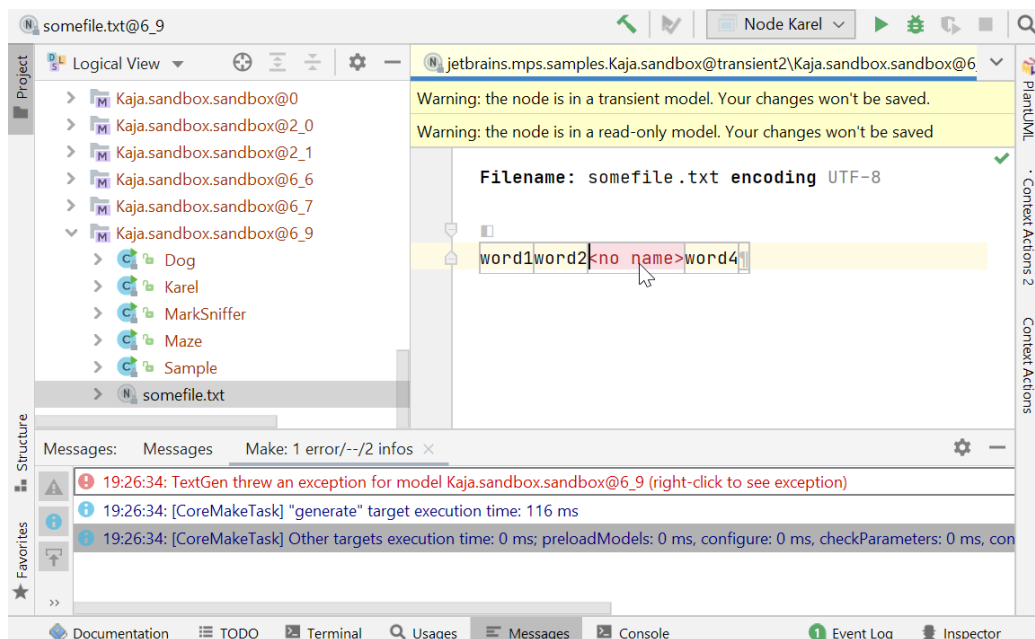 somefile.txt@6_9
Node Karel
Project
Logical View
jetbrains.mps.samples.Kaja.sandbox@transient2\Kaja.sandbox.sandbox@6_
Kaja.sandbox.sandbox@0
Kaja.sandbox.sandbox@2_0
Kaja.sandbox.sandbox@2_1
Kaja.sandbox.sandbox@6_6
Kaja.sandbox.sandbox@6_7
Kaja.sandbox.sandbox@6_9
Dog
Karel
MarkSniffer
Maze
Sample
somefile.txt
Warning: the node is in a transient model. Your changes won't be saved.
Warning: the node is in a read-only model. Your changes won't be saved
Filename: somefile.txt encoding UTF-8
word1word2<no name>word4¶
PlantUML
Context Actions 2
Context Actions
Structure
Favorites
Messages: Messages Make: 1 error/--/2 infos
19:26:34: TextGen threw an exception for model Kaja.sandbox.sandbox@6_9 (right-click to see exception)
19:26:34: [CoreMakeTask] "generate" target execution time: 116 ms
19:26:34: [CoreMakeTask] Other targets execution time: 0 ms; preloadModels: 0 ms, configure: 0 ms, checkParameters: 0 ms, con
Documentation TODO Terminal Usages Messages Console 1 Event Log Inspector